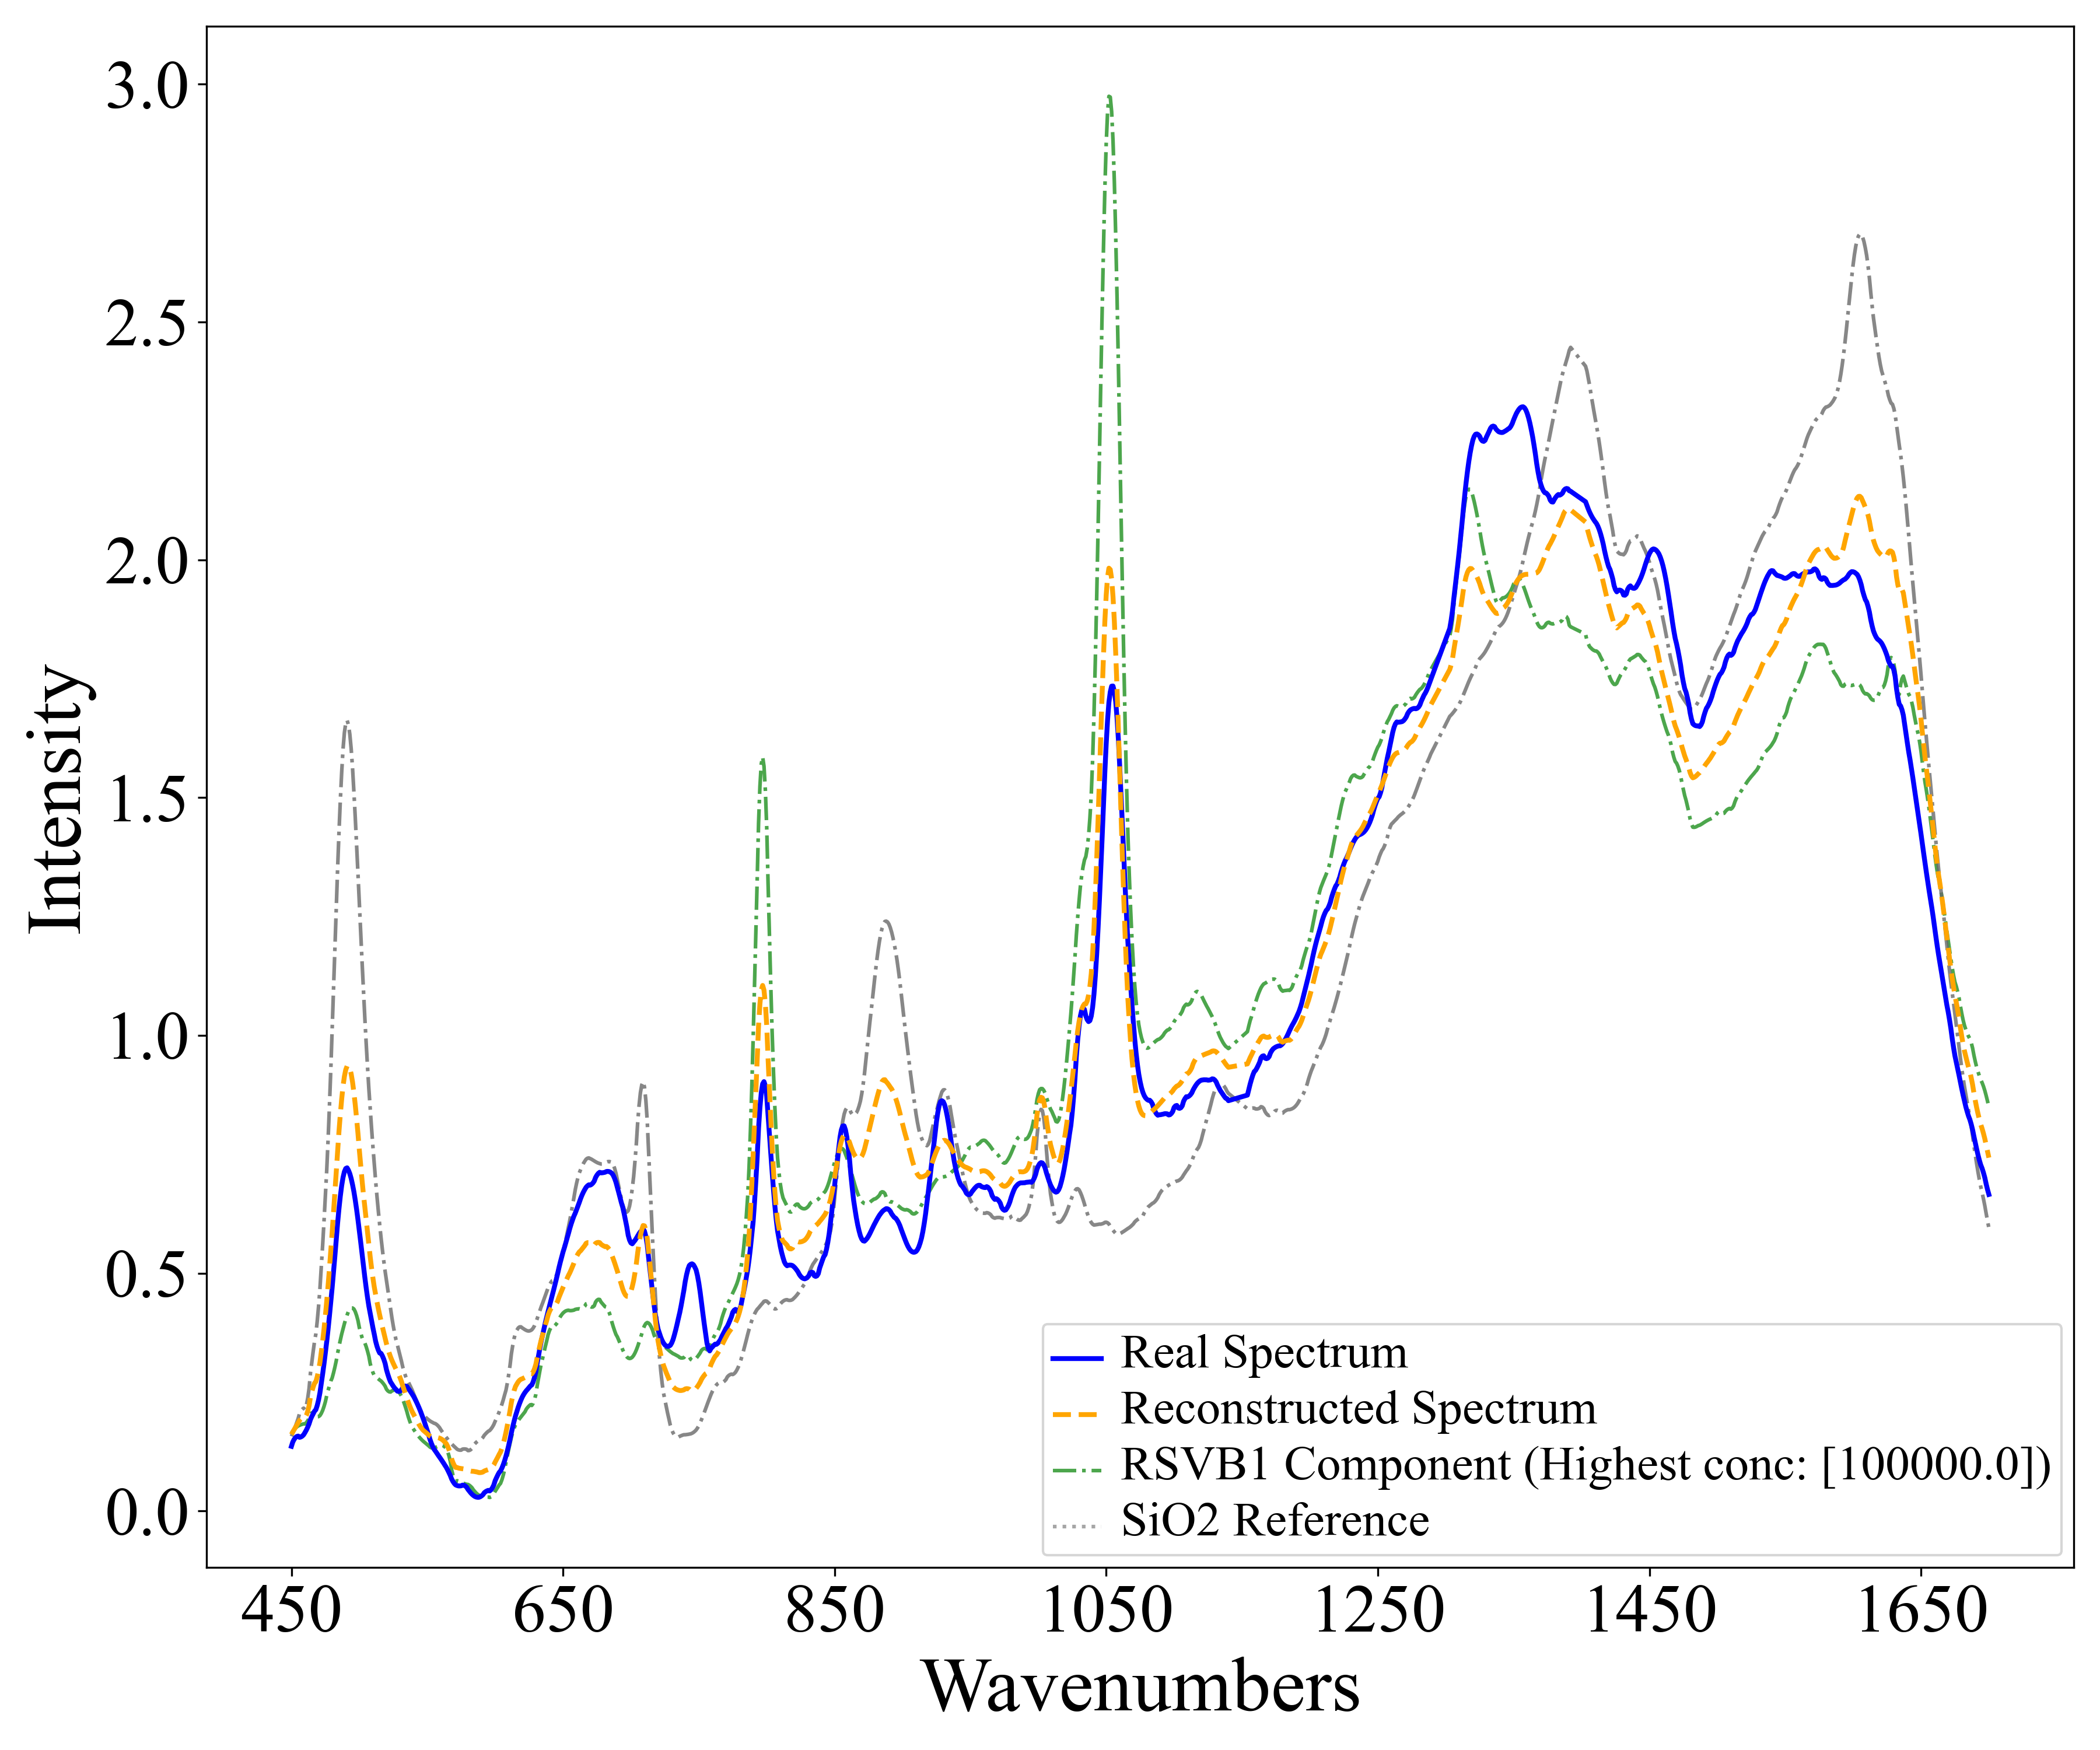 Intensity
3.0
2.5
2.0
1.5
1.0
0.5
0.0
450 650 850 1050 1250 1450 1650
Wavenumbers
Real Spectrum
Reconstructed Spectrum
RSVB1 Component (Highest conc: [100000.0])
SiO2 Reference